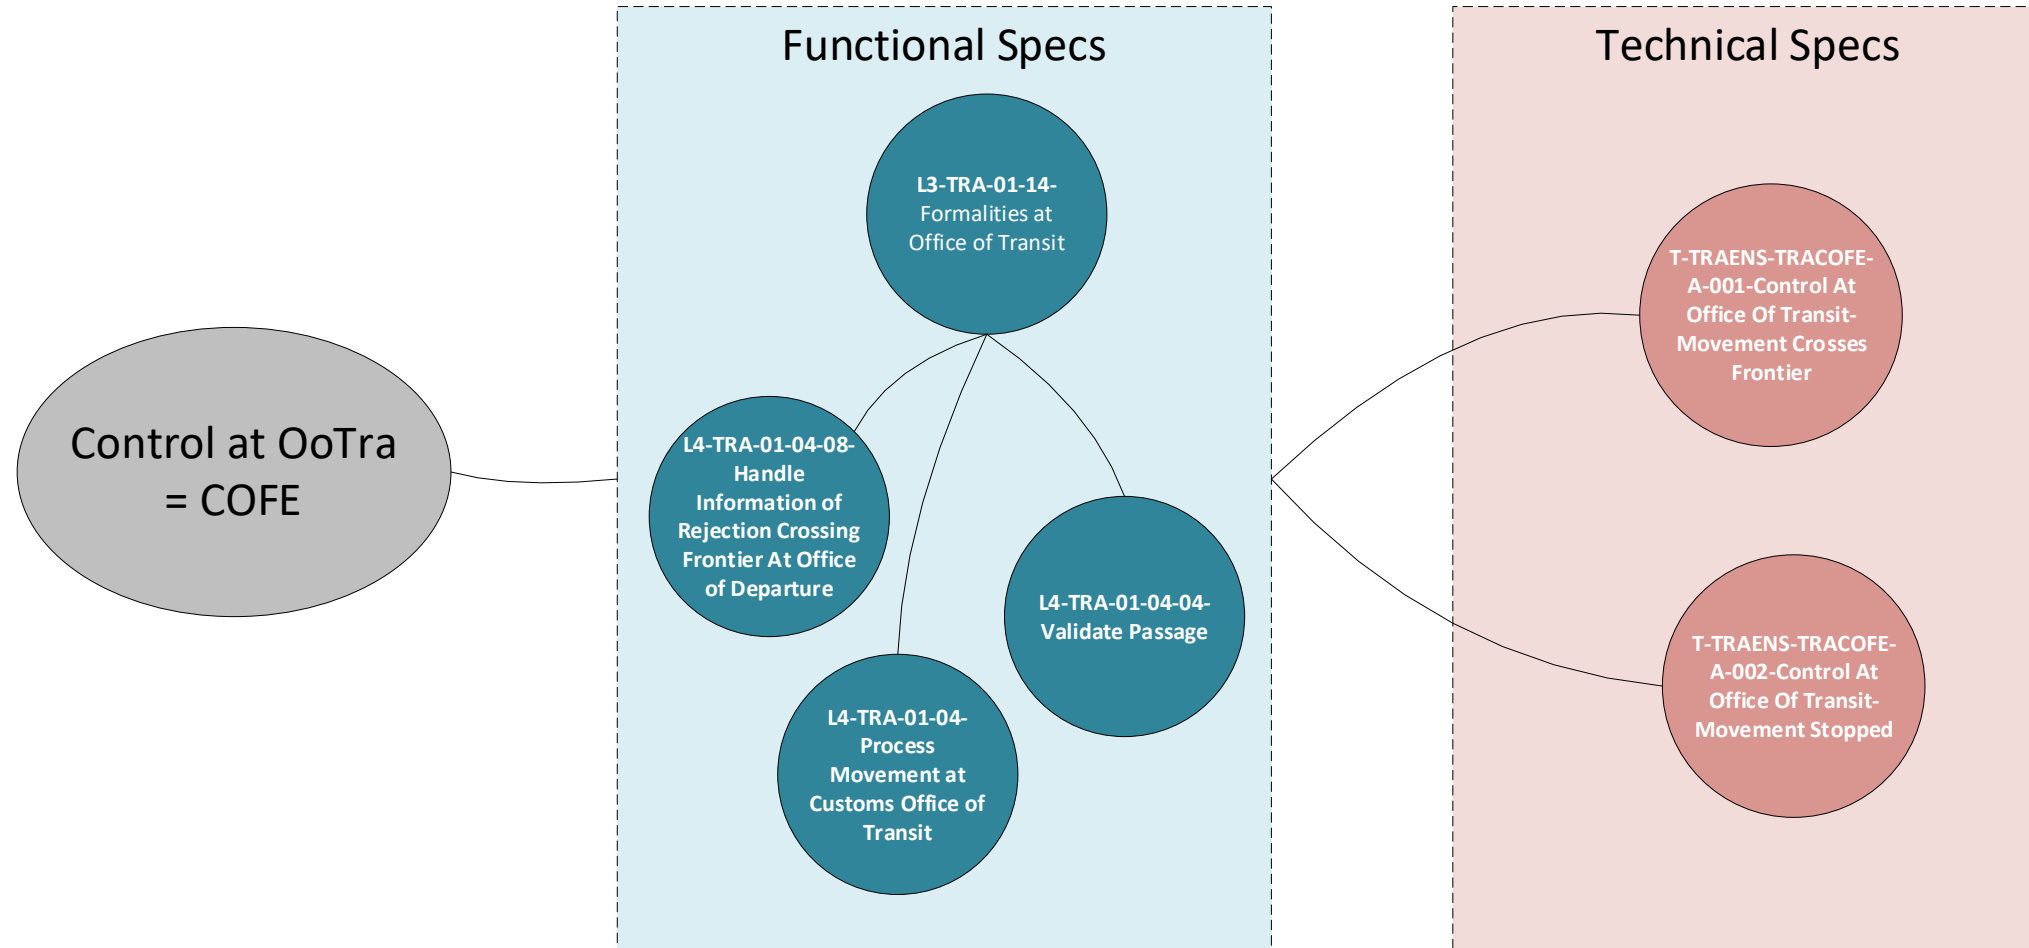 Functional Specs
Technical Specs
Control at OoTra
= COFE
L3-TRA-01-14-
Formalities at
Office of Transit
L4-TRA-01-04-08-
Handle
Information of
Rejection Crossing
Frontier At Office
of Departure
L4-TRA-01-04-
Process
Movement at
Customs Office of
Transit
L4-TRA-01-04-04-
Validate Passage
T-TRAENS-TRACOFE-
A-001-Control At
Office Of Transit-
Movement Crosses
Frontier
T-TRAENS-TRACOFE-
A-002-Control At
Office Of Transit-
Movement Stopped